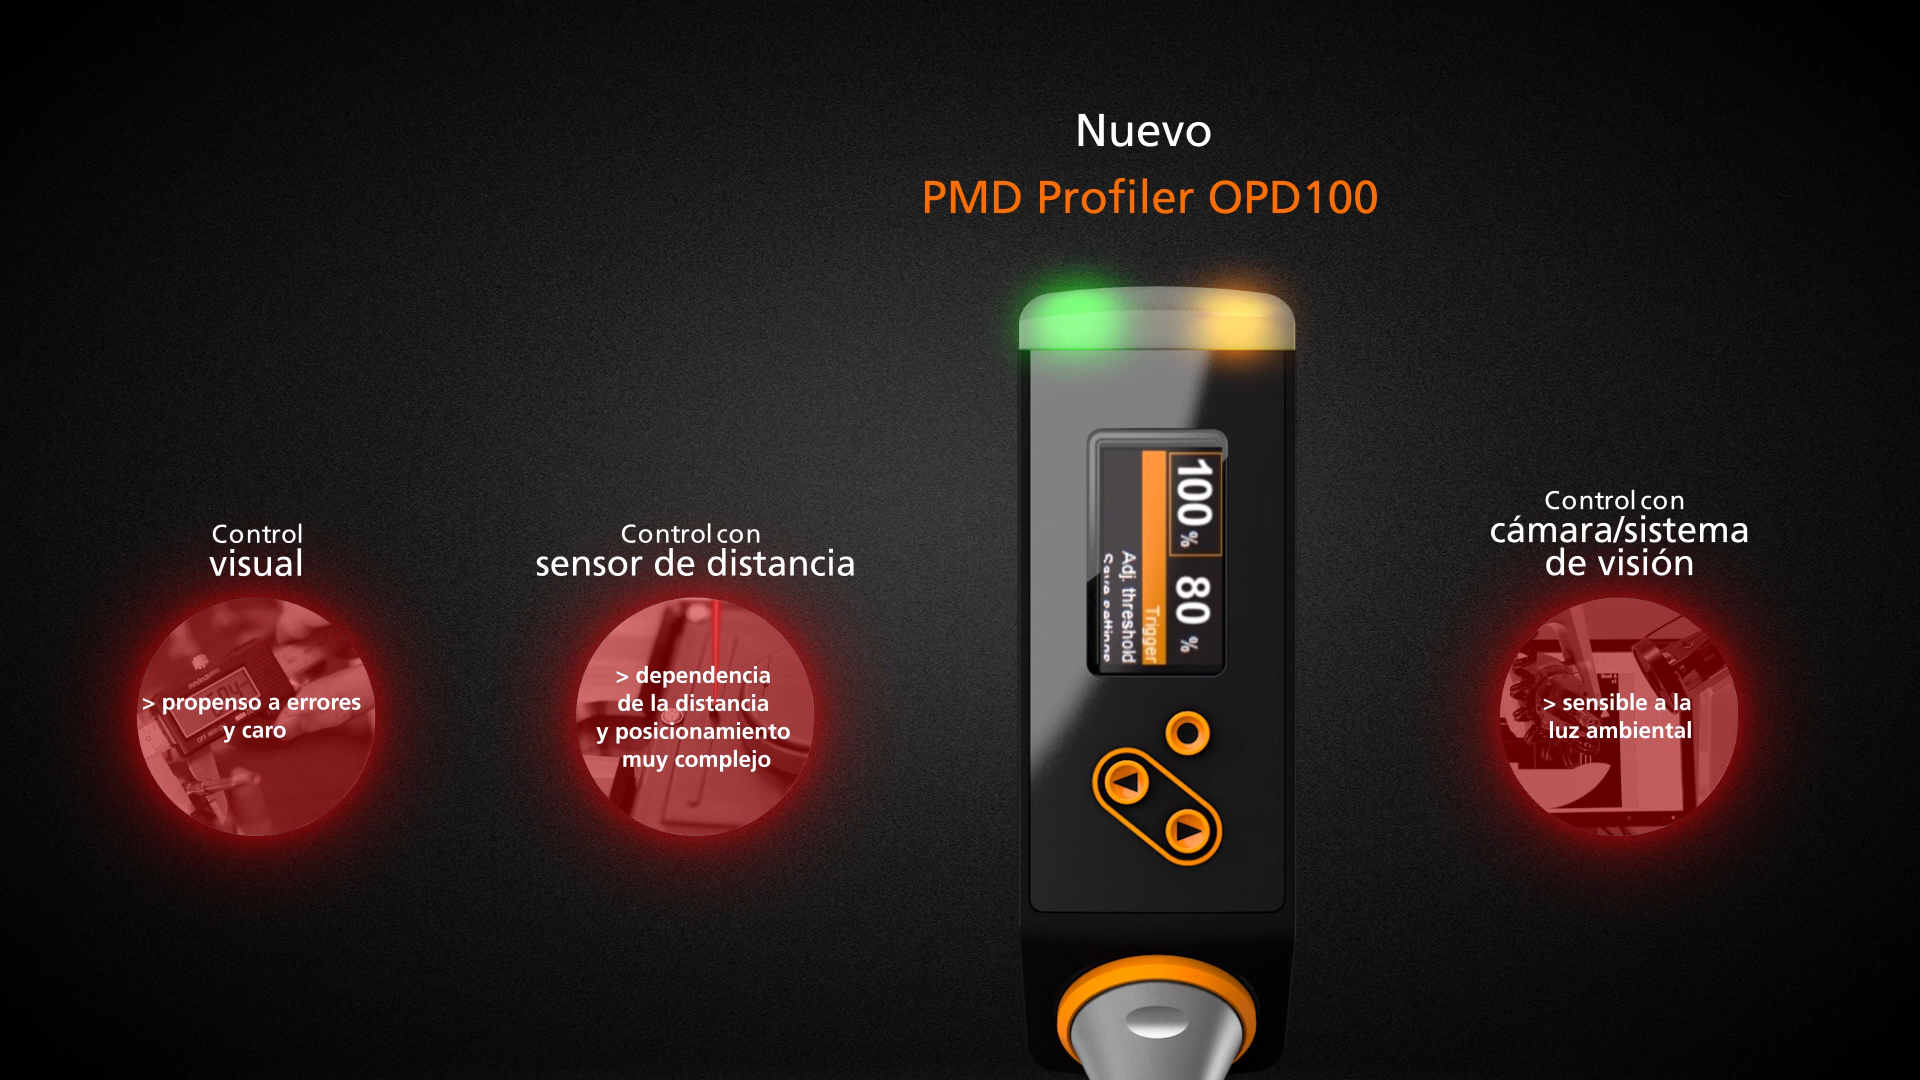 Nuevo
PMD Profiler OPD100
Control
visual
> propenso a errores
y caro
Control con
sensor de distancia
> dependencia
de la distancia
y posicionamiento
muy complejo
100% 80%
Trigger
Adj. threshold
Control con
cámara/sistema
de visión
> sensible a la
luz ambiental